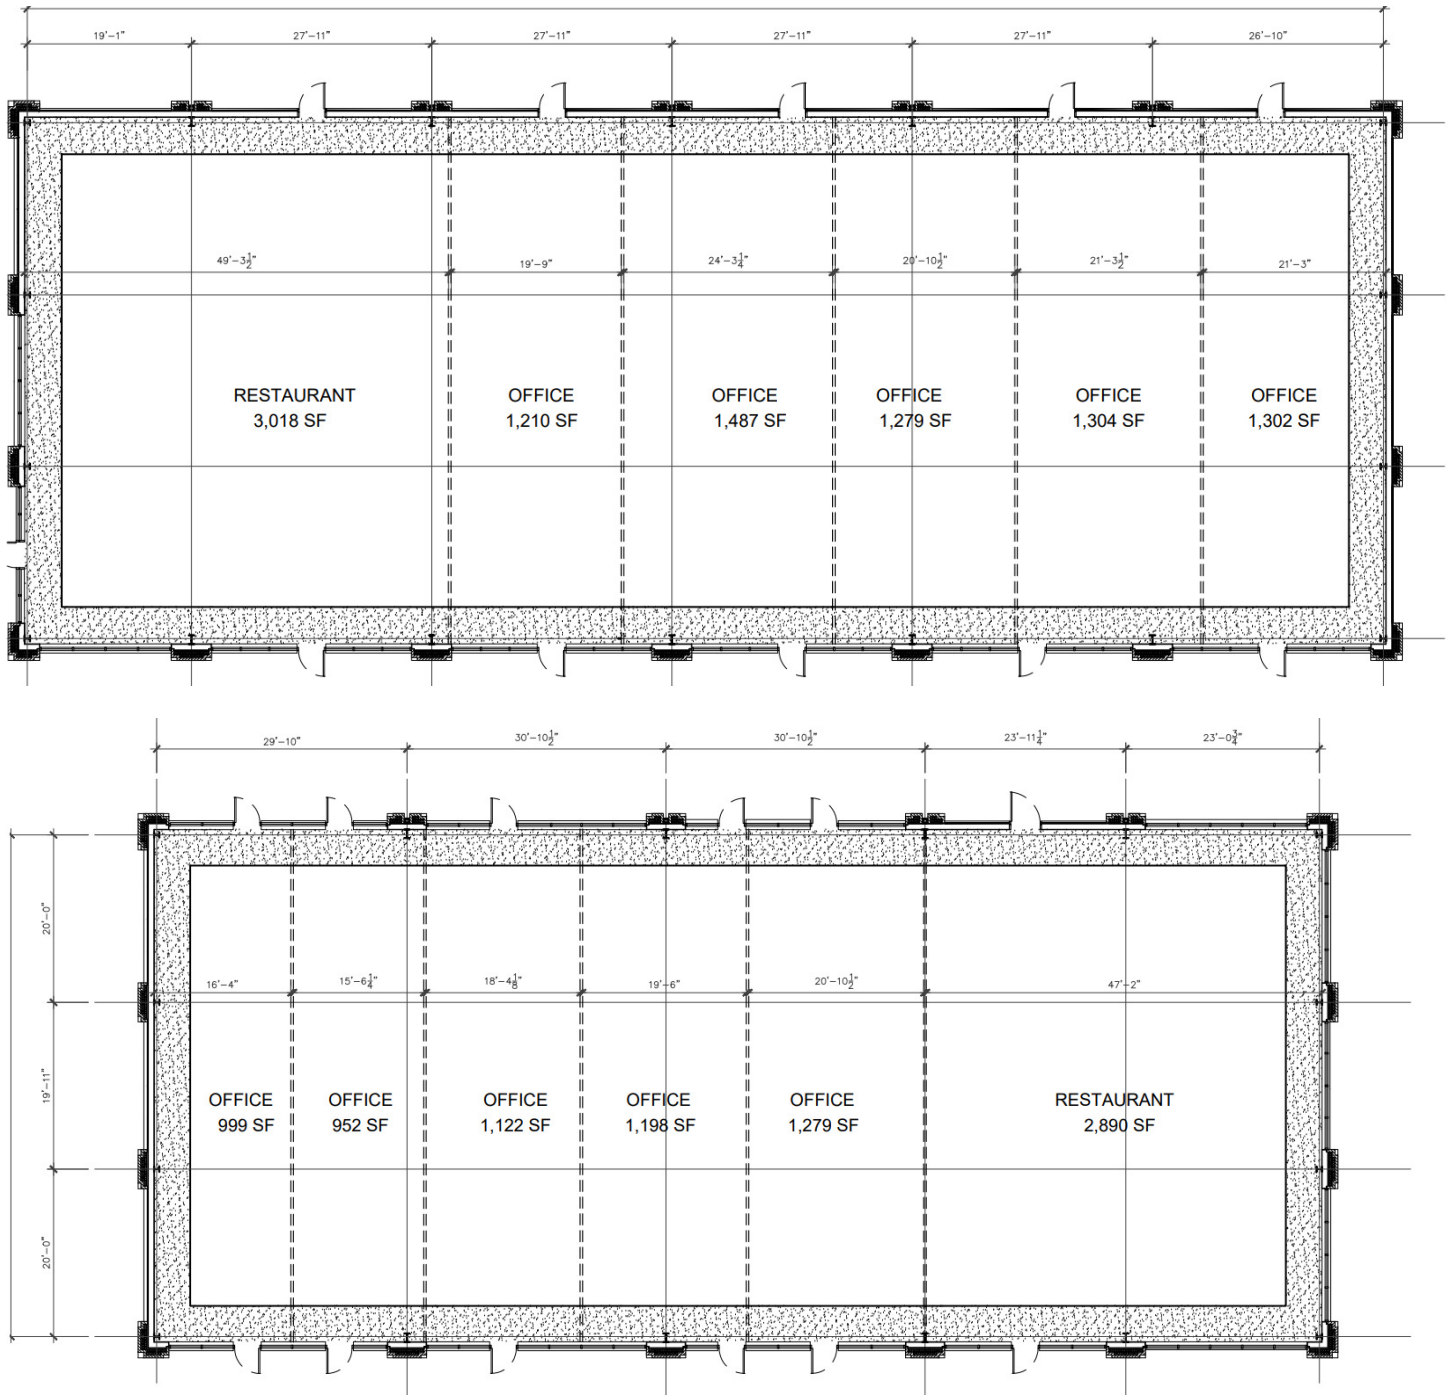 19'-1" 27'-11" 27'-11" 27'-11" 27'-11" 26'-10"
49'-3½" 19'-9" 24'-3¼" 20'-10½" 21'-3½" 21'-3"
RESTAURANT OFFICE OFFICE OFFICE OFFICE OFFICE
3,018 SF 1,210 SF 1,487 SF 1,279 SF 1,304 SF 1,302 SF
29'-10" 30'-10½" 30'-10½" 23'-11¼" 23'-0¾"
20'-0"
16'-4" 15'-6¼" 18'-4⅛" 19'-6" 20'-10½" 47'-2"
19'-11"
OFFICE OFFICE OFFICE OFFICE OFFICE RESTAURANT
999 SF 952 SF 1,122 SF 1,198 SF 1,279 SF 2,890 SF
20'-0"